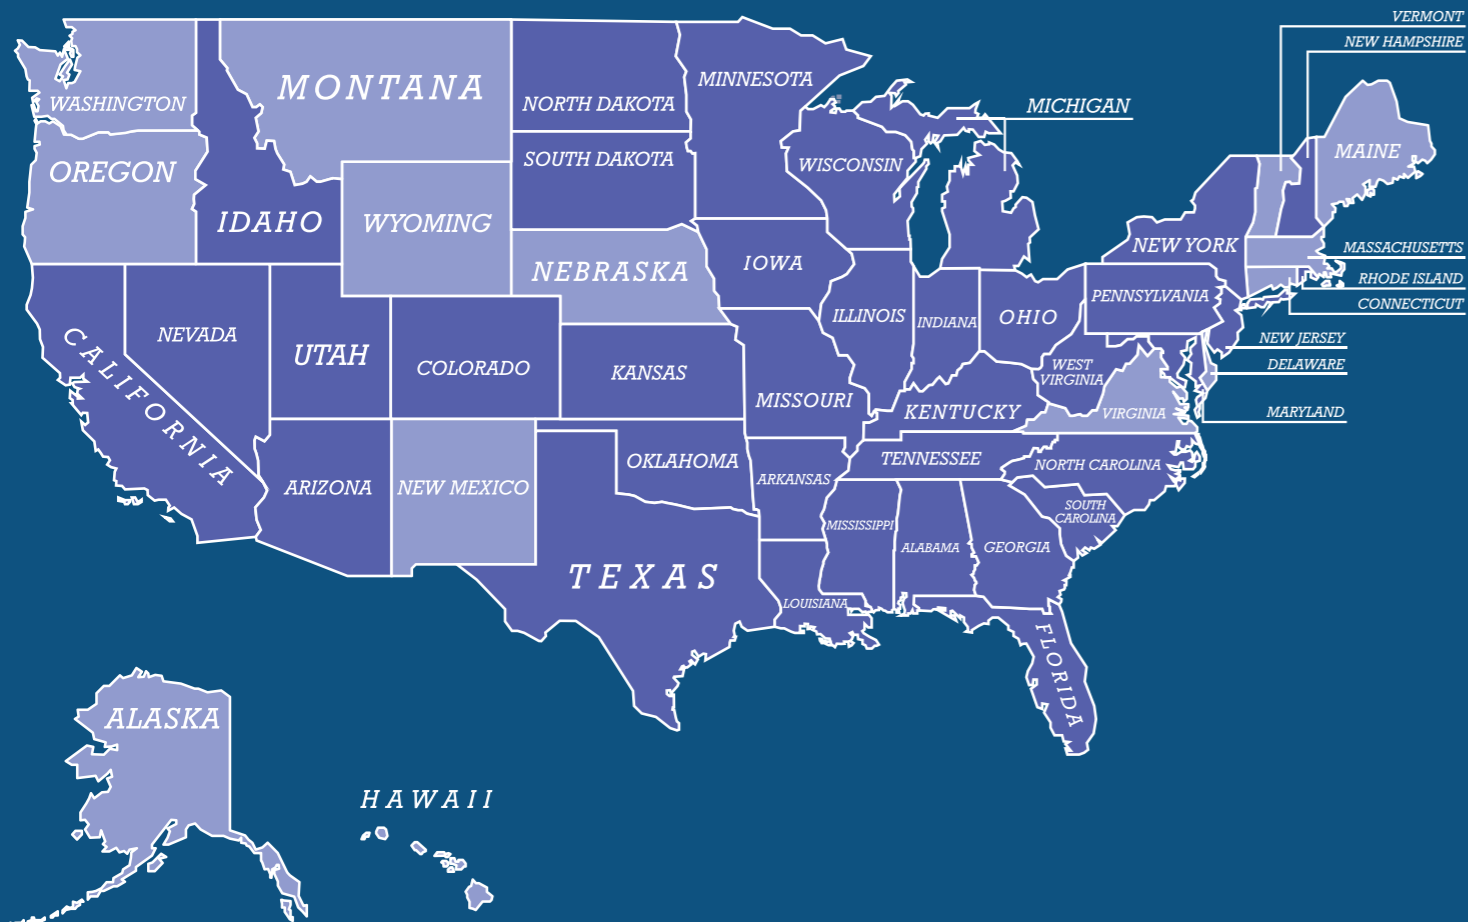 VERMONT
NEW HAMPSHIRE
MONTANA
MINNESOTA
WASHINGTON
NORTH DAKOTA
MICHIGAN
OREGON
SOUTH DAKOTA
WISCONSIN
MAINE
IDAHO
WYOMING
NEW YORK
MASSACHUSETTS
NEBRASKA
IOWA
RHODE ISLAND
PENNSYLVANIA
CONNECTICUT
NEVADA
ILLINOIS
INDIANA
OHIO
NEW JERSEY
CALIFORNIA
UTAH
COLORADO
KANSAS
WEST
VIRGINIA
DELAWARE
MISSOURI
KENTUCKY
VIRGINIA
MARYLAND
OKLAHOMA
TENNESSEE
NORTH CAROLINA
ARIZONA
NEW MEXICO
ARKANSAS
SOUTH
CAROLINA
MISSISSIPPI
ALABAMA
GEORGIA
TEXAS
LOUISIANA
FLORIDA
ALASKA
HAWAII